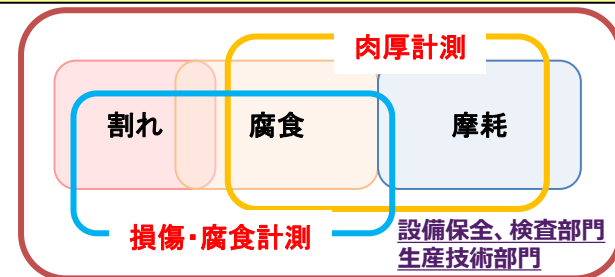 肉厚計測
割れ
腐食
摩耗
損傷・腐食計測
設備保全、検査部門
生産技術部門